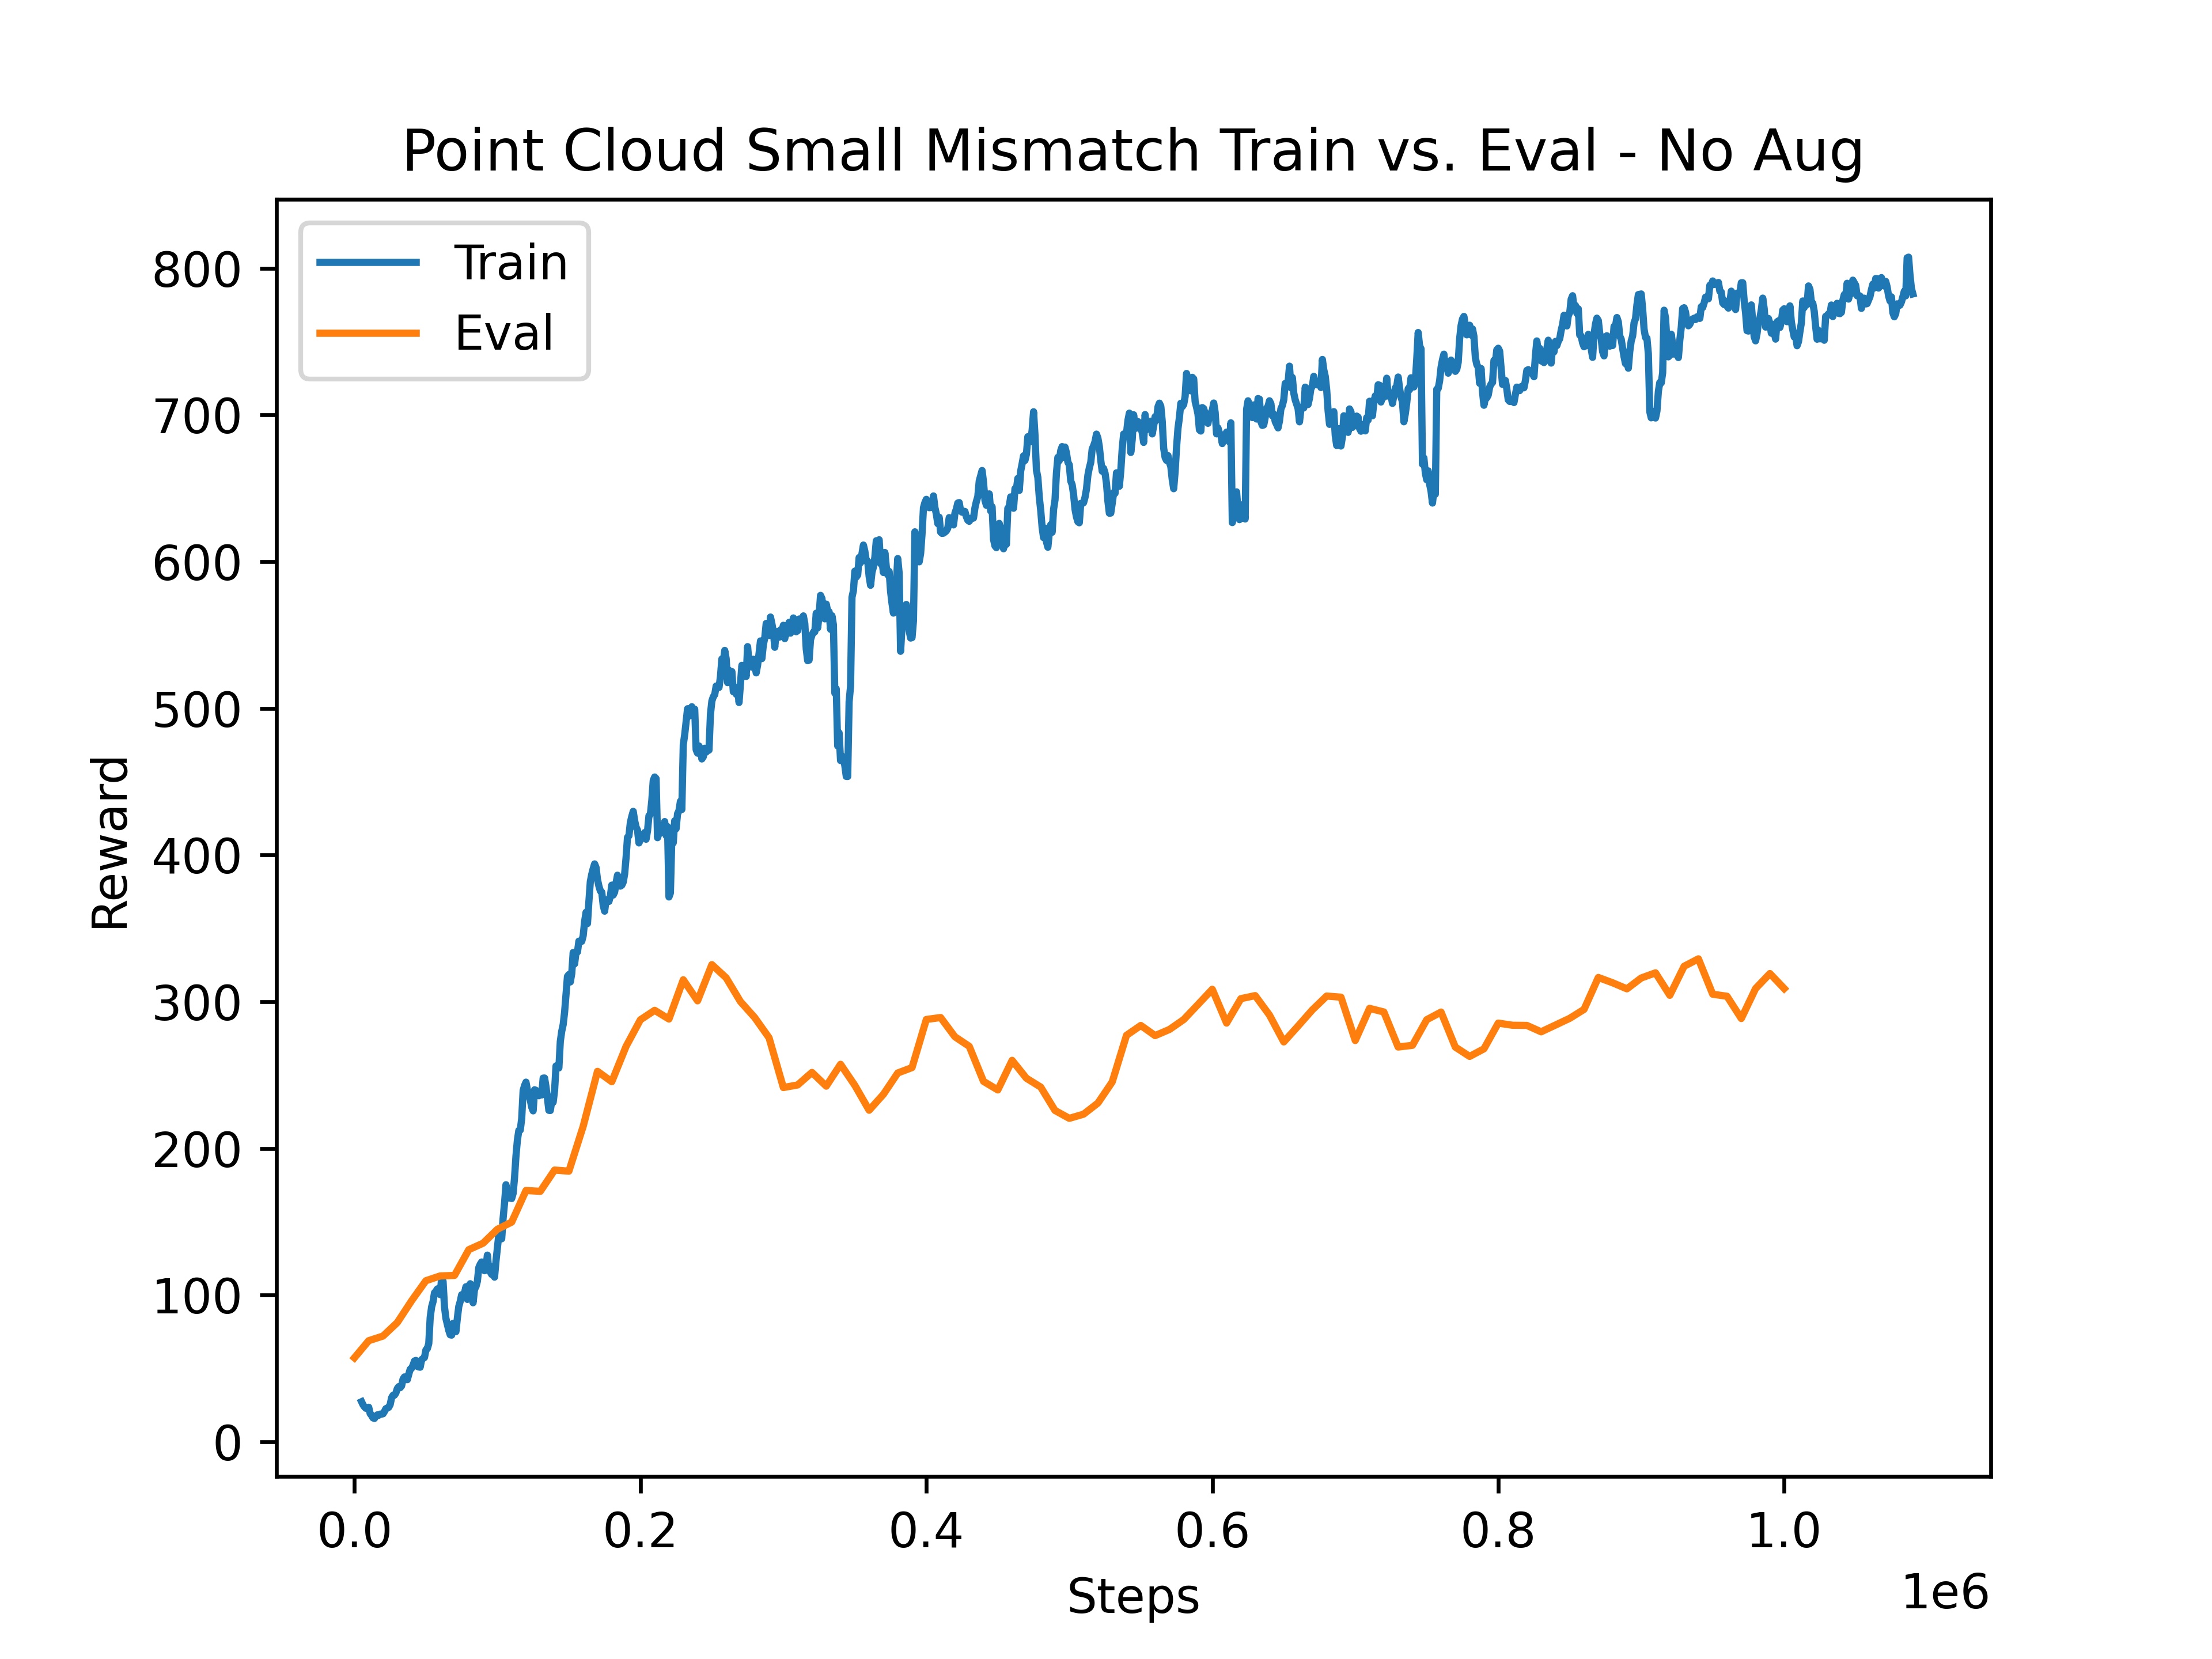 Point Cloud Small Mismatch Train vs. Eval - No Aug
Train
Eval
800
700
600
500
400
300
200
100
0
Reward
0.0 0.2 0.4 0.6 0.8 1.0
1e6
Steps